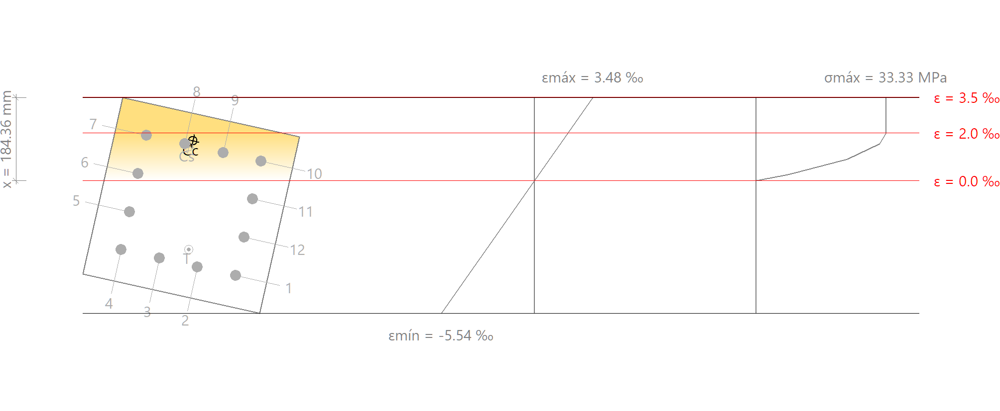 εmáx = 3.48 ‰
σmáx = 33.33 MPa
x = 184.36 mm
ε = 3.5 ‰
ε = 2.0 ‰
ε = 0.0 ‰
8
9
7
Cc
Cs
6
10
5
11
12
T
4
3
2
1
εmín = -5.54 ‰